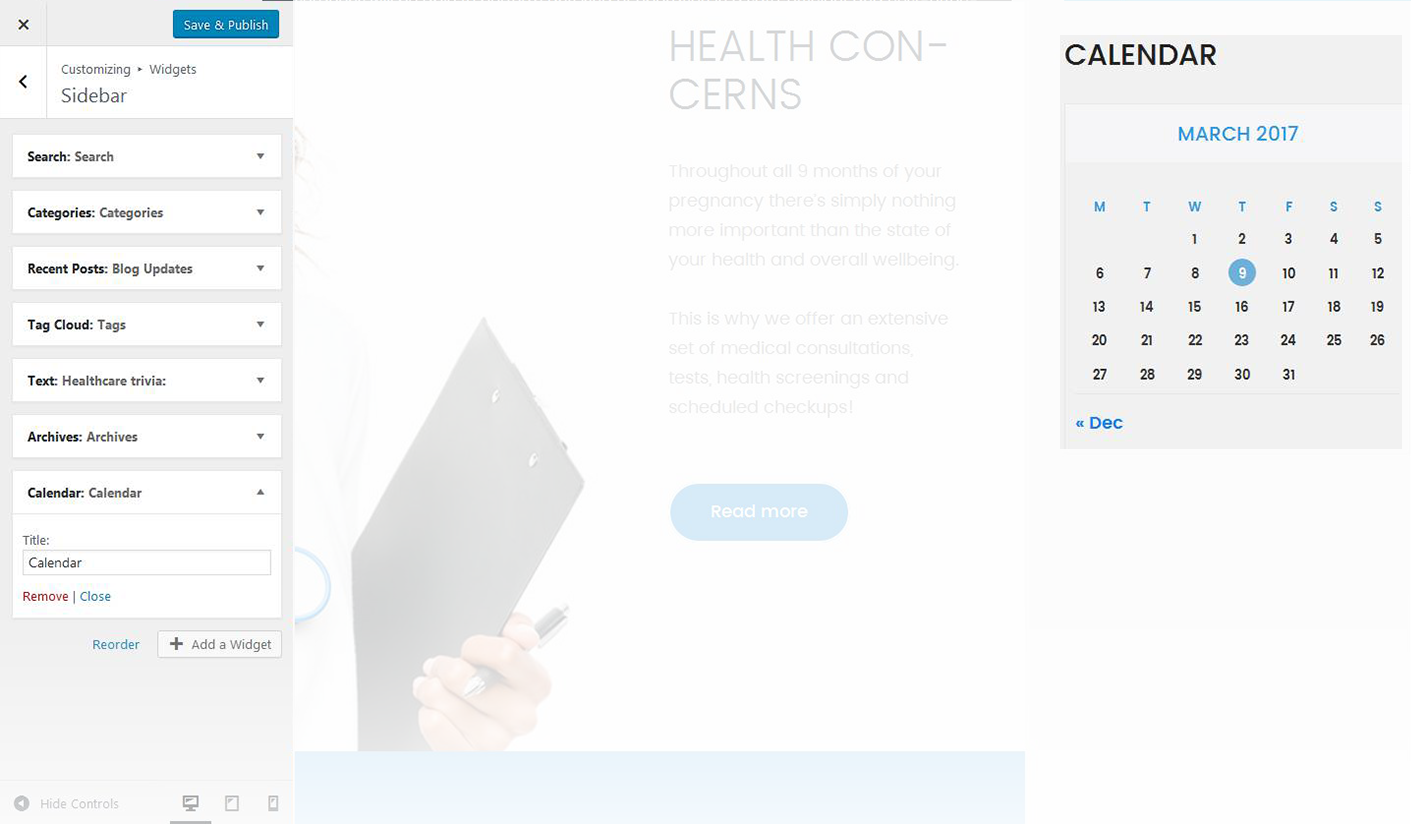 Save & Publish
Customizing ▸ Widgets
Sidebar
Search: Search
Categories: Categories
Recent Posts: Blog Updates
Tag Cloud: Tags
Text: Healthcare trivia:
Archives: Archives
Calendar: Calendar
Title:
Calendar
Remove | Close
Reorder
Add a Widget
Hide Controls
HEALTH CON-
CERNS
Throughout all 9 months of your
pregnancy there's simply nothing
more important than the state of
your health and overall wellbeing.
This is why we offer an extensive
set of medical consultations,
tests, health screenings and
scheduled checkups!
Read more
CALENDAR
MARCH 2017
M T W T F S S
1 2 3 4 5
6 7 8 9 10 11 12
13 14 15 16 17 18 19
20 21 22 23 24 25 26
27 28 29 30 31
« Dec